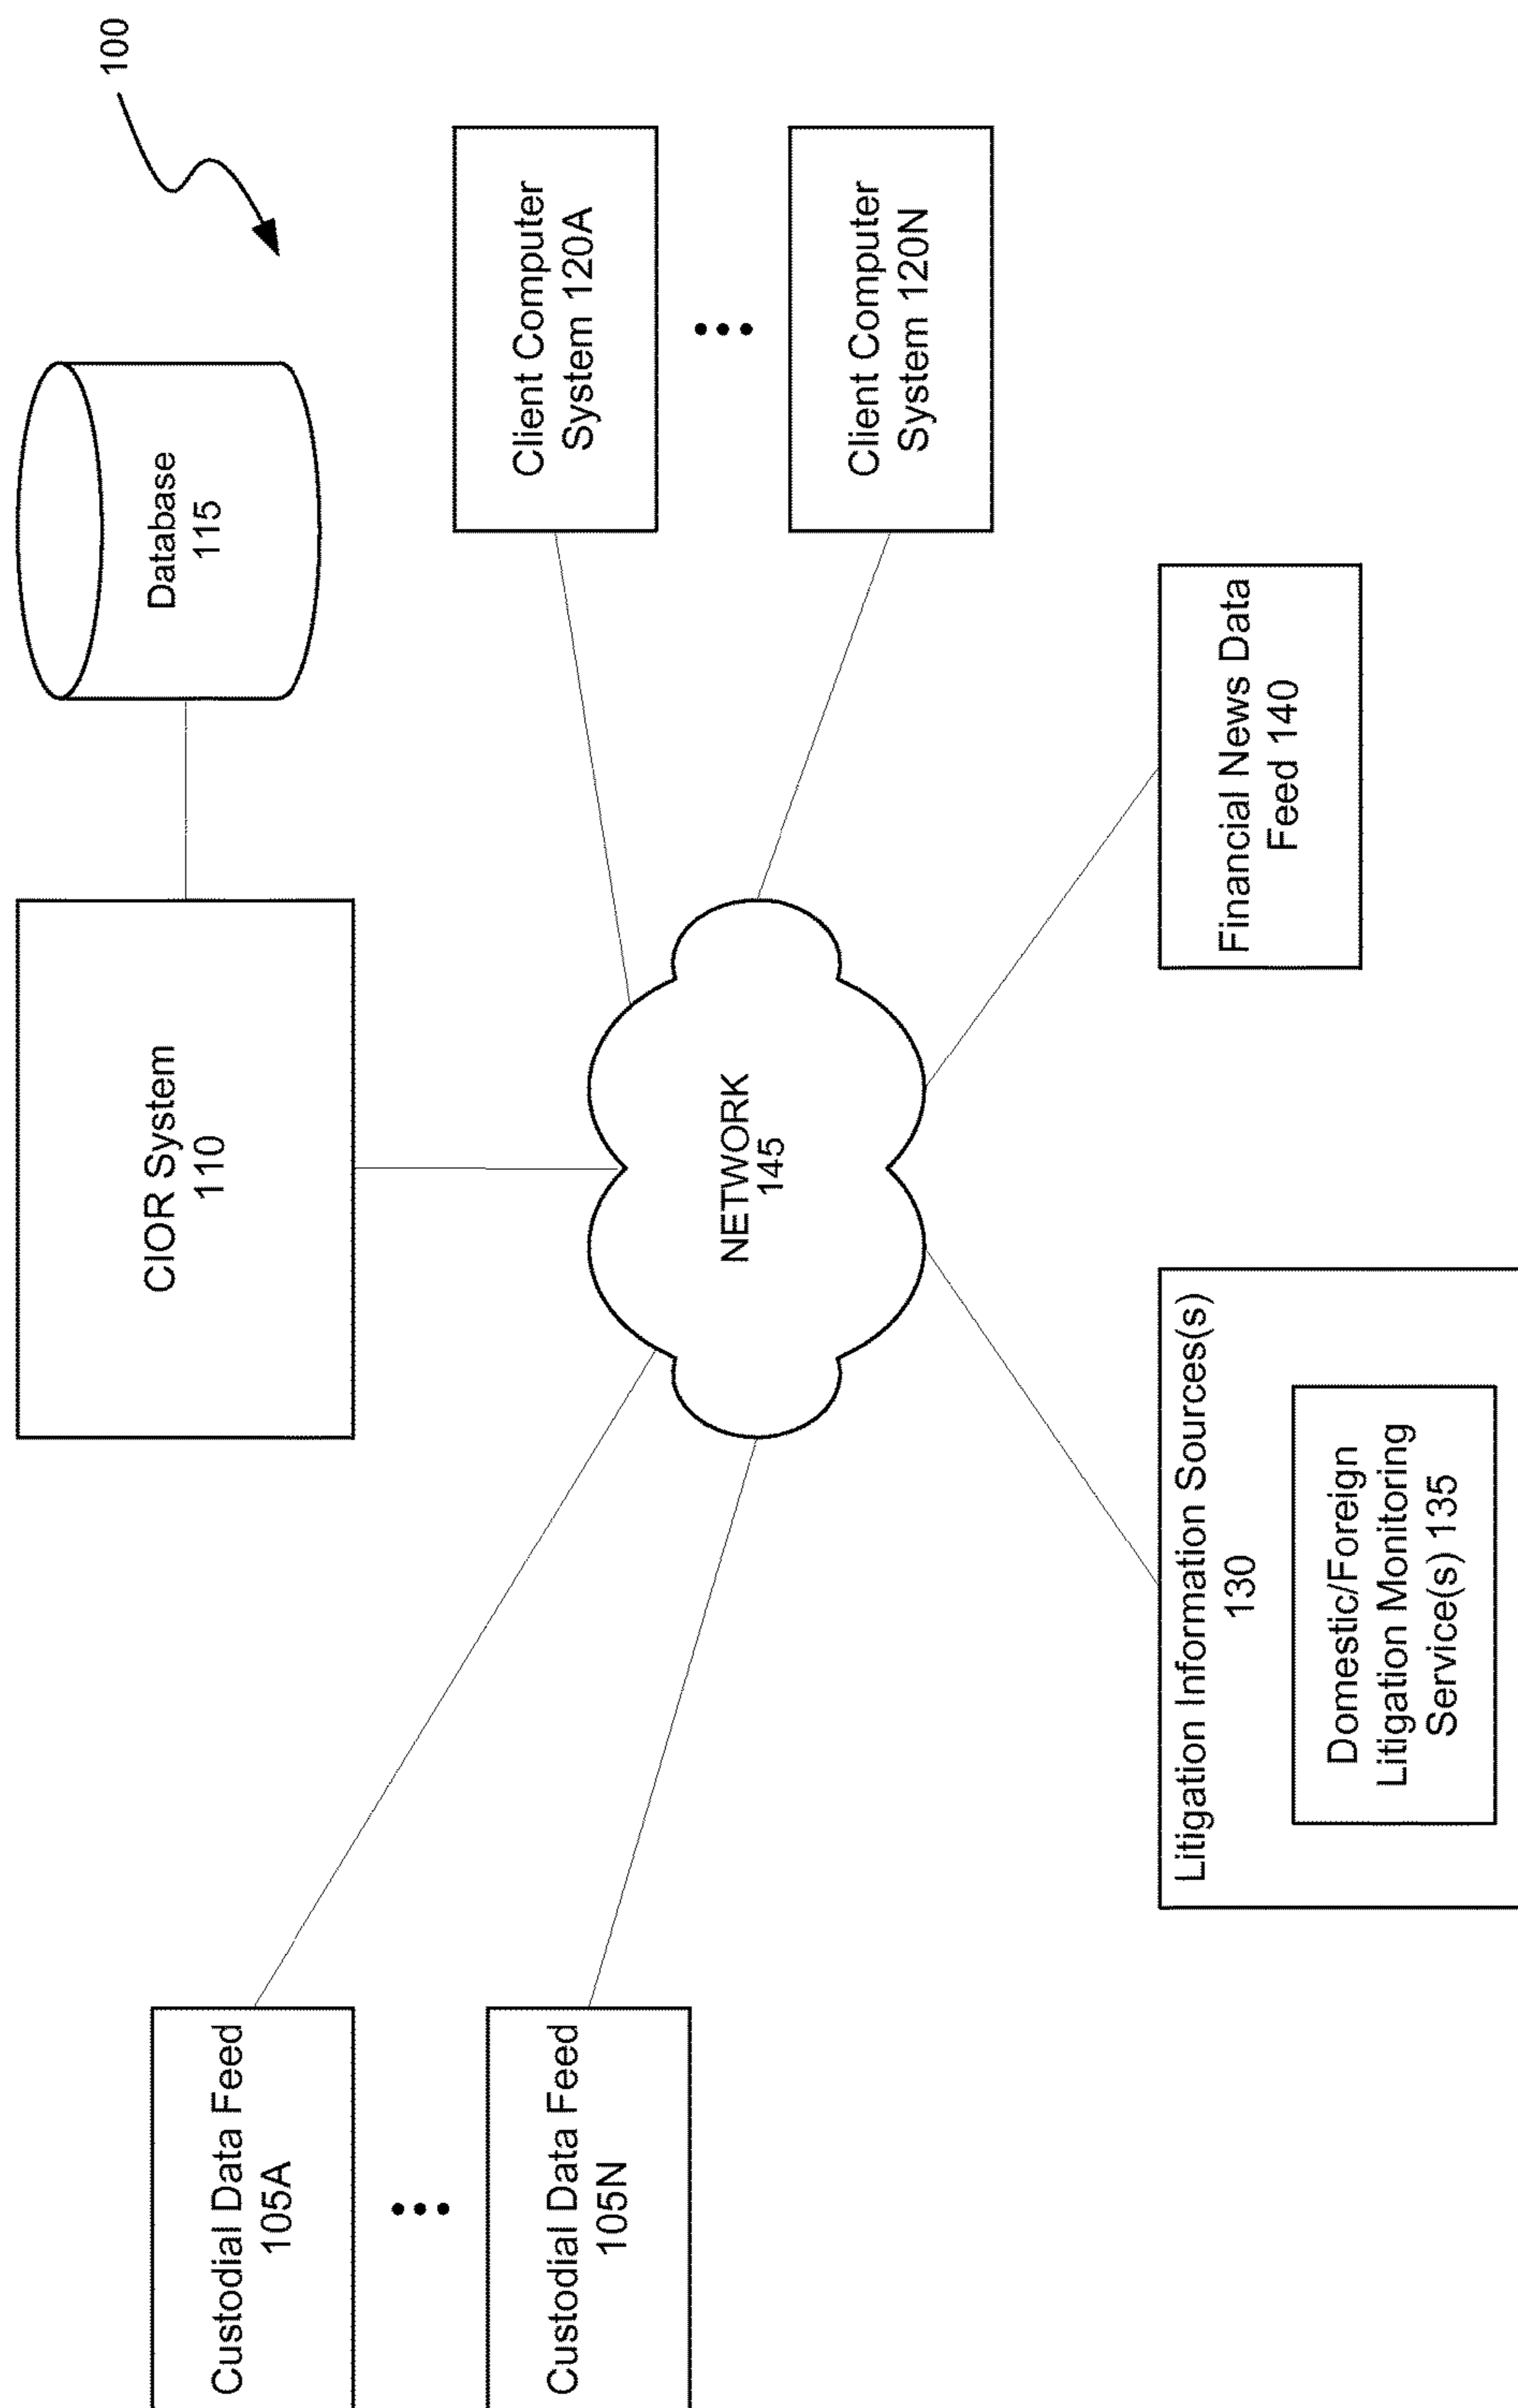 100
CIOR System
110
Database
115
Custodial Data Feed
105A
Custodial Data Feed
105N
NETWORK
145
Client Computer
System 120A
Client Computer
System 120N
Litigation Information Sources(s)
130
Domestic/Foreign
Litigation Monitoring
Service(s) 135
Financial News Data
Feed 140